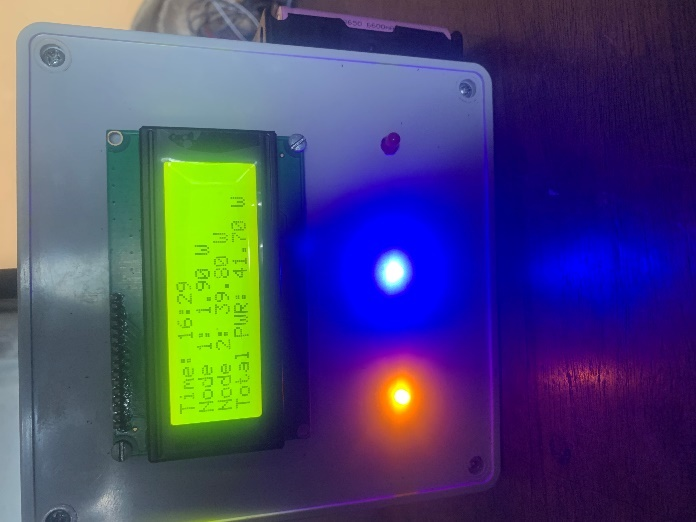 Time: 16:29
Node 1: 1.90 W
Node 2: 39.80 W
Total PWR: 41.70 W